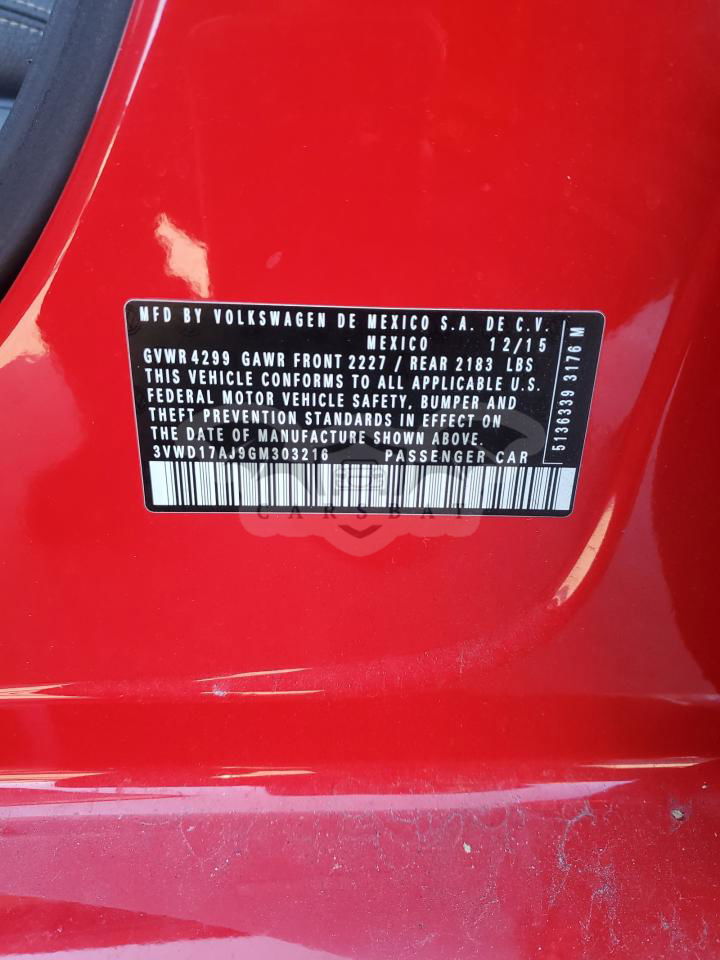 MFD BY VOLKSWAGEN DE MEXICO S.A. DE C.V.
MEXICO 12/15
GVWR 4299 GAWR FRONT 2227 / REAR 2183 LBS
THIS VEHICLE CONFORMS TO ALL APPLICABLE U.S.
FEDERAL MOTOR VEHICLE SAFETY, BUMPER AND
THEFT PREVENTION STANDARDS IN EFFECT ON
THE DATE OF MANUFACTURE SHOWN ABOVE.
3VWD17AJ9GM303216 PASSENGER CAR
5136339 3176 M
CARSBAT